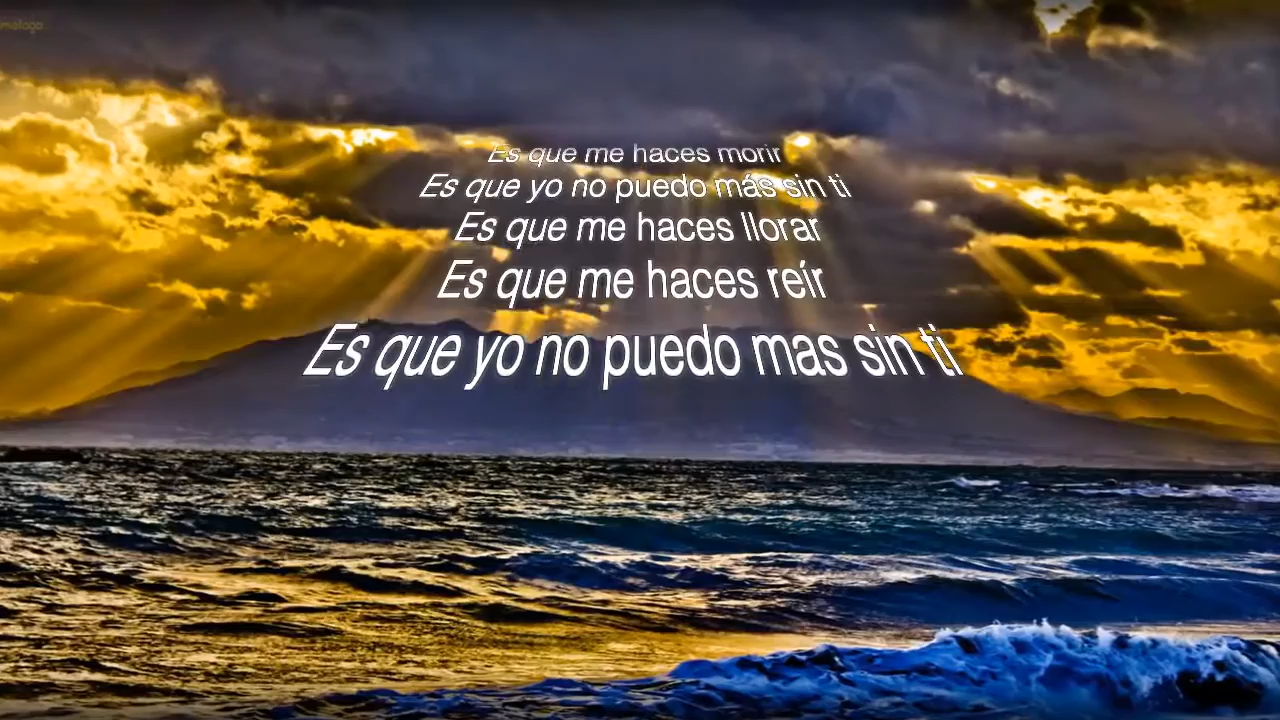 malaga
Es que me haces morir
Es que yo no puedo más sin ti
Es que me haces llorar
Es que me haces reír
Es que yo no puedo mas sin ti